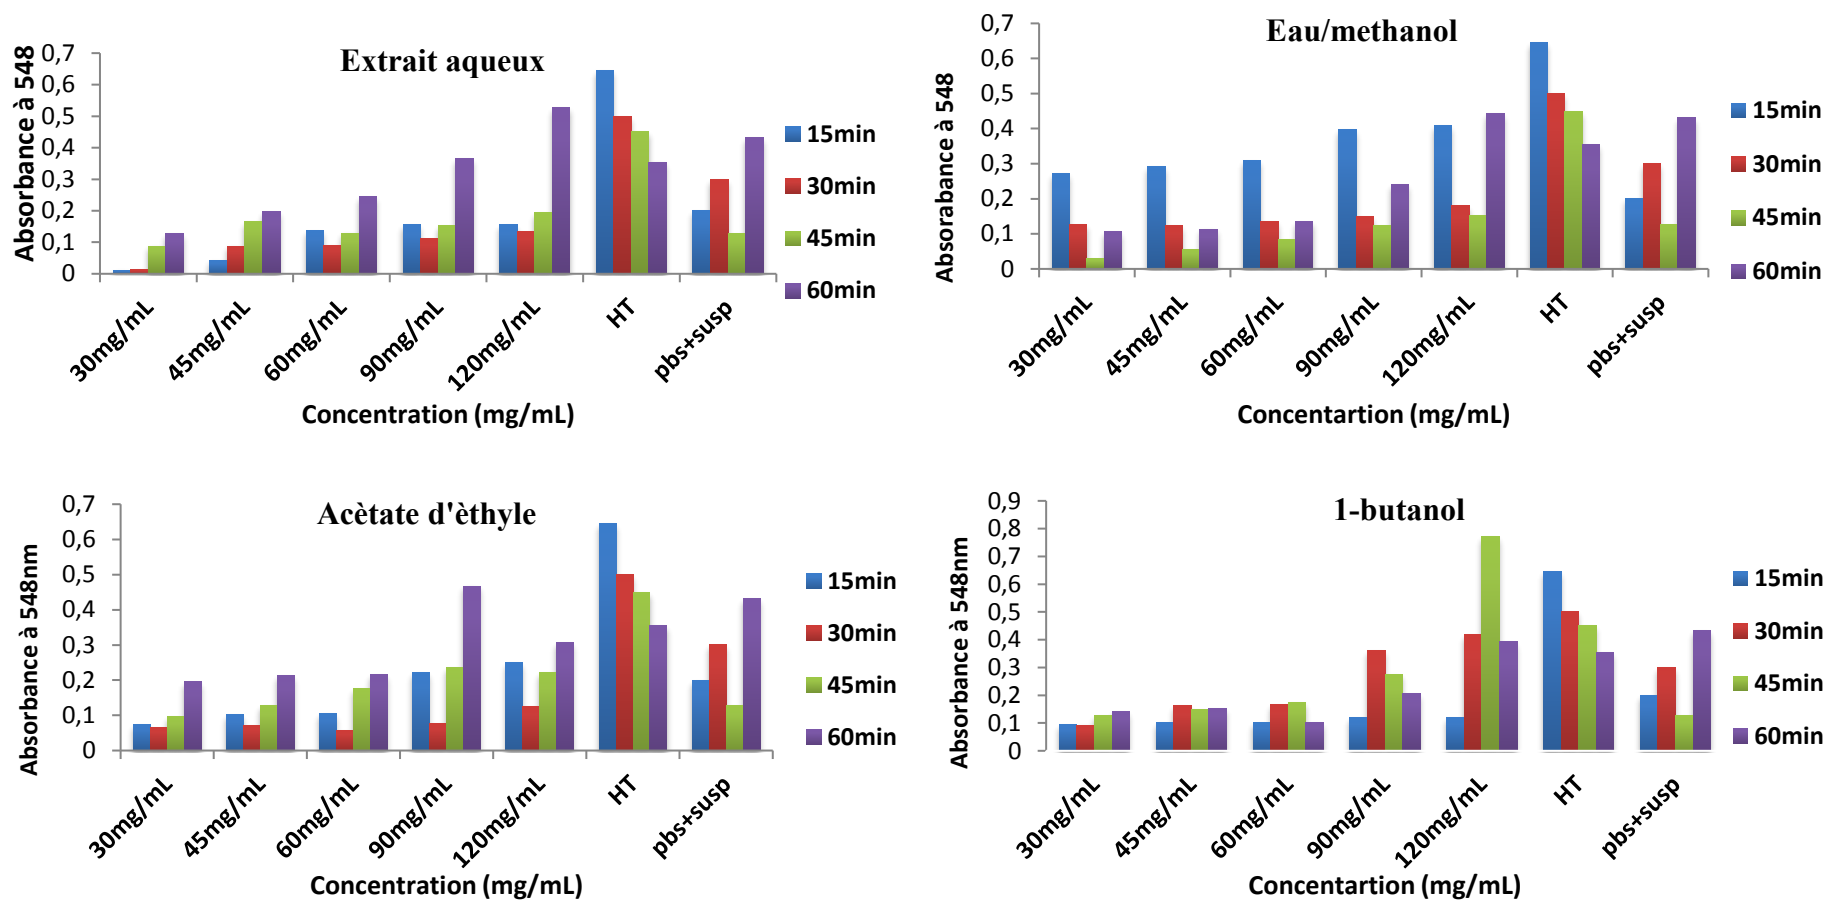 Extrait aqueux
Absorbance à 548
0,7
0,6
0,5
0,4
0,3
0,2
0,1
0
30mg/mL
45mg/mL
60mg/mL
90mg/mL
120mg/mL
HT
pbs+susp
Concentration (mg/mL)
15min
30min
45min
60min
Eau/methanol
Absorabance à 548
0,7
0,6
0,5
0,4
0,3
0,2
0,1
0
30mg/mL
45mg/mL
60mg/mL
90mg/mL
120mg/mL
HT
pbs+susp
Concentartion (mg/mL)
15min
30min
45min
60min
Acètate d'èthyle
Absorbance à 548nm
0,7
0,6
0,5
0,4
0,3
0,2
0,1
0
30mg/mL
45mg/mL
60mg/mL
90mg/mL
120mg/mL
HT
pbs+susp
Concentration (mg/mL)
15min
30min
45min
60min
1-butanol
Absorbance à 548nm
0,9
0,8
0,7
0,6
0,5
0,4
0,3
0,2
0,1
0
30mg/mL
45mg/mL
60mg/mL
90mg/mL
120mg/mL
HT
pbs+susp
Concentartion (mg/mL)
15min
30min
45min
60min